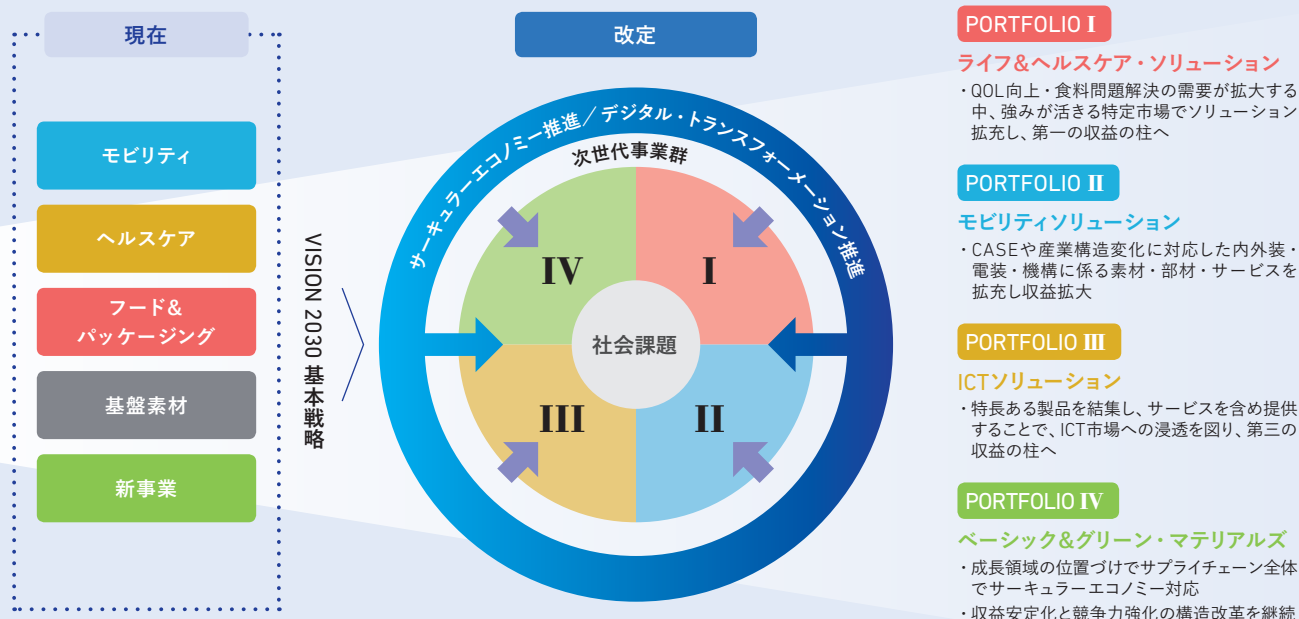 現在
モビリティ
ヘルスケア
フード&
パッケージング
基盤素材
新事業
VISION 2030 基本戦略
改定
サーキュラーエコノミー推進／デジタル・トランスフォーメーション推進
次世代事業群
IV
I
社会課題
III
II
PORTFOLIO I
ライフ&ヘルスケア・ソリューション
・QOL向上・食料問題解決の需要が拡大する
中、強みが活きる特定市場でソリューション
拡充し、第一の収益の柱へ
PORTFOLIO II
モビリティソリューション
・CASEや産業構造変化に対応した内外装・
電装・機構に係る素材・部材・サービスを
拡充し収益拡大
PORTFOLIO III
ICTソリューション
・特長ある製品を結集し、サービスを含め提供
することで、ICT市場への浸透を図り、第三の
収益の柱へ
PORTFOLIO IV
ベーシック&グリーン・マテリアルズ
・成長領域の位置づけでサプライチェーン全体
でサーキュラーエコノミー対応
・収益安定化と競争力強化の構造改革を継続